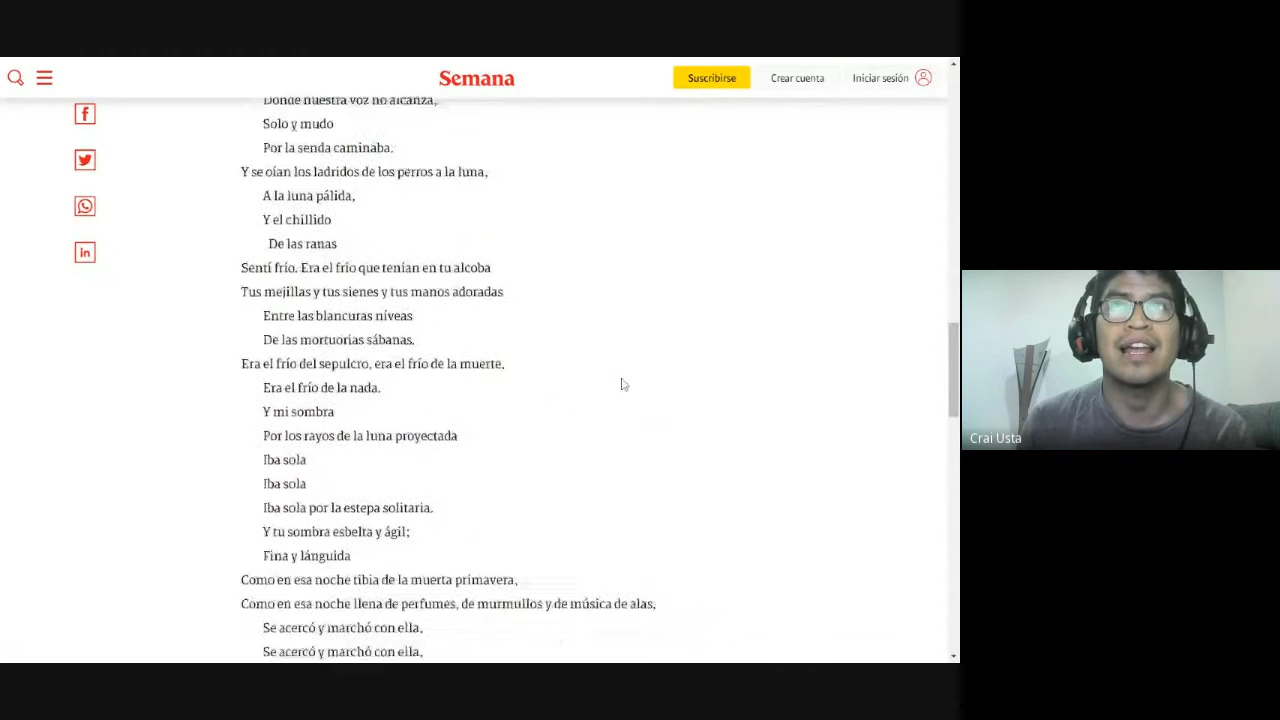 Semana
Suscribirse
Crear cuenta
Iniciar sesión
Donde nuestra voz no alcanza,
Solo y mudo
Por la senda caminaba.
Y se oían los ladridos de los perros a la luna,
A la luna pálida,
Y el chillido
De las ranas
Sentí frío. Era el frío que tenían en tu alcoba
Tus mejillas y tus sienes y tus manos adoradas
Entre las blancuras níveas
De las mortuorias sábanas.
Era el frío del sepulcro, era el frío de la muerte,
Era el frío de la nada.
Y mi sombra
Por los rayos de la luna proyectada
Iba sola
Iba sola
Iba sola por la estepa solitaria.
Y tu sombra esbelta y ágil;
Fina y lánguida
Como en esa noche tibia de la muerta primavera,
Como en esa noche llena de perfumes, de murmullos y de música de alas,
Se acercó y marchó con ella,
Se acercó y marchó con ella,
Crai Usta